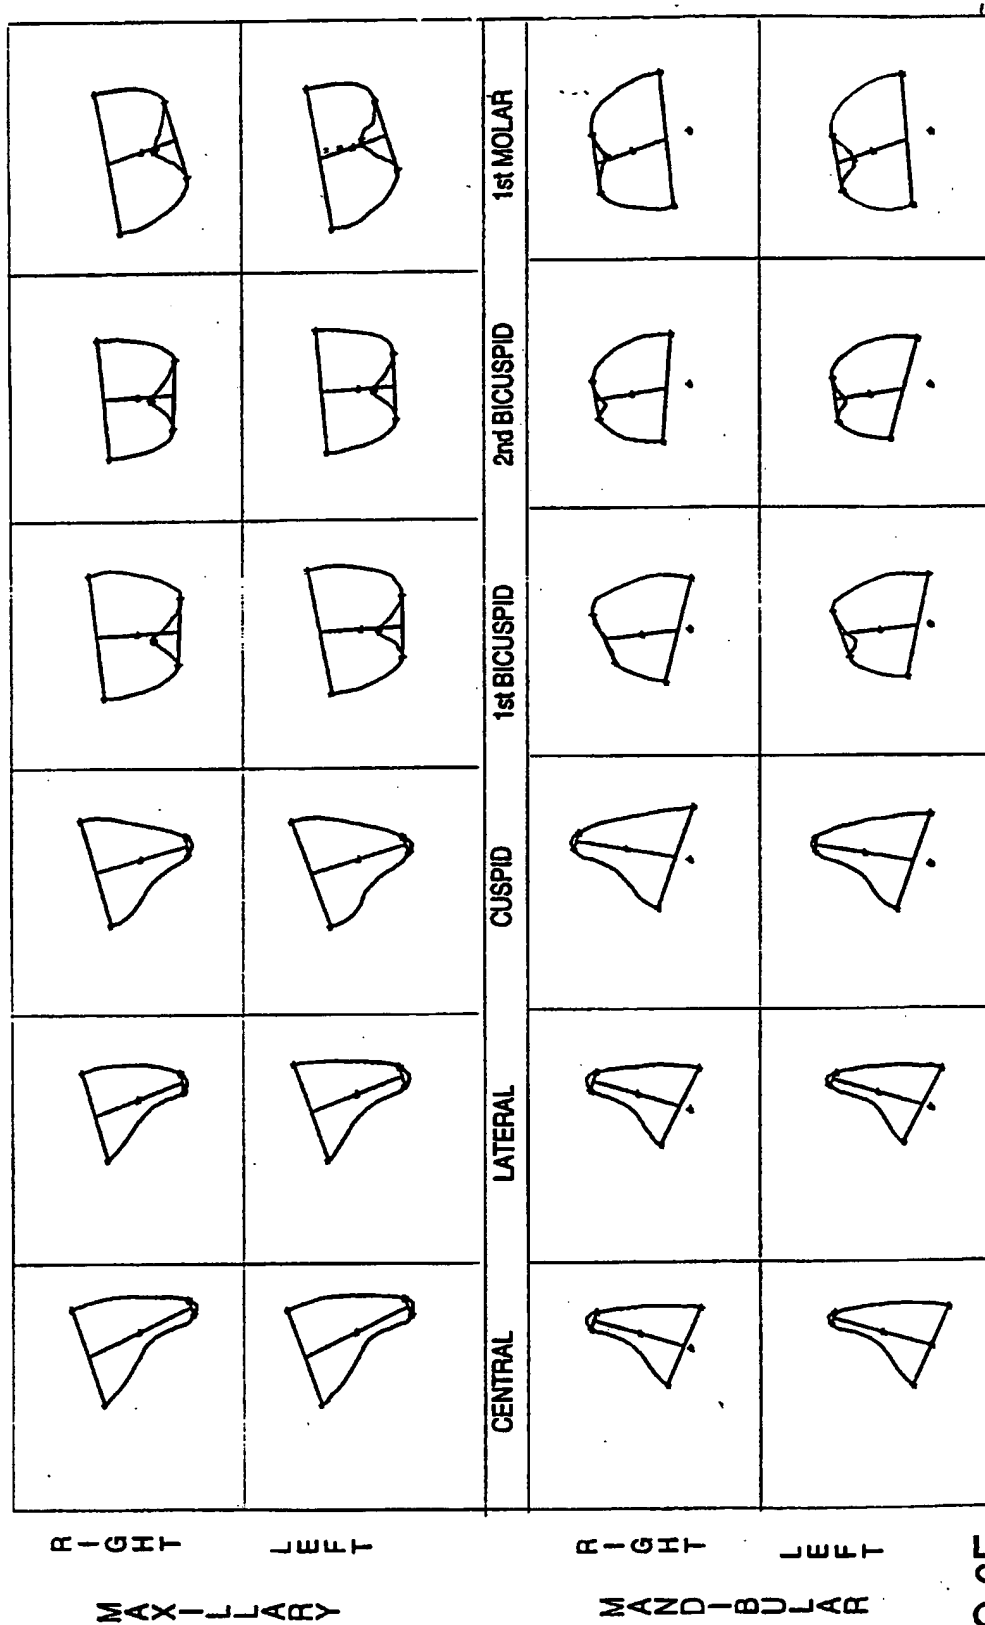 MAXILLARY
RIGHT
LEFT
CENTRAL LATERAL CUSPID 1st BICUSPID 2nd BICUSPID 1st MOLAR
MANDIBULAR
RIGHT
LEFT